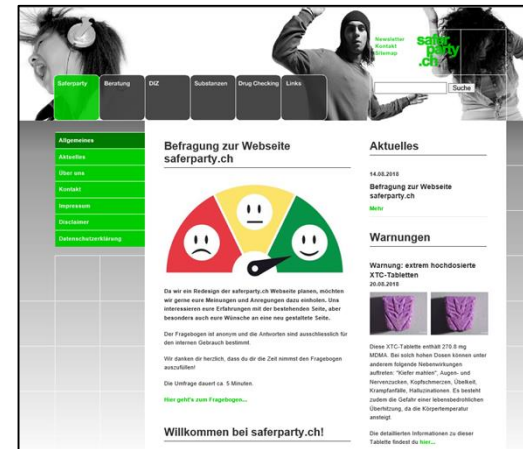 Newsletter
Kontakt
Sitemap
safer
party
.ch
Saferparty
Beratung
DIZ
Substanzen
Drug Checking
Links
Suche
Allgemeines
Aktuelles
Über uns
Kontakt
Impressum
Disclaimer
Datenschutzerklärung
Befragung zur Webseite
saferparty.ch
Da wir ein Redesign der saferparty.ch Webseite planen, möchten
wir gerne eure Meinungen und Anregungen dazu einholen. Uns
interessieren eure Erfahrungen mit der bestehenden Seite, aber
besonders auch eure Wünsche an eine neu gestaltete Seite.
Der Fragebogen ist anonym und die Antworten sind ausschliesslich für
den internen Gebrauch bestimmt.
Wir danken dir herzlich, dass du dir die Zeit nimmst den Fragebogen
auszufüllen!
Die Umfrage dauert ca. 5 Minuten.
Hier geht's zum Fragebogen...
Willkommen bei saferparty.ch!
Aktuelles
14.08.2018
Befragung zur Webseite
saferparty.ch
Mehr
Warnungen
Warnung: extrem hochdosierte
XTC-Tabletten
20.08.2018
Diese XTC-Tablette enthält 270.6 mg
MDMA. Bei solch hohen Dosen können unter
anderem folgende Nebenwirkungen
auftreten: "Kiefer mahlen", Augen- und
Nervenzucken, Kopfschmerzen, Übelkeit,
Krampfanfälle, Halluzinationen. Es besteht
zudem die Gefahr einer lebensbedrohlichen
Überhitzung, da die Körpertemperatur
ansteigt.
Die detaillierten Informationen zu dieser
Tablette findest du hier...